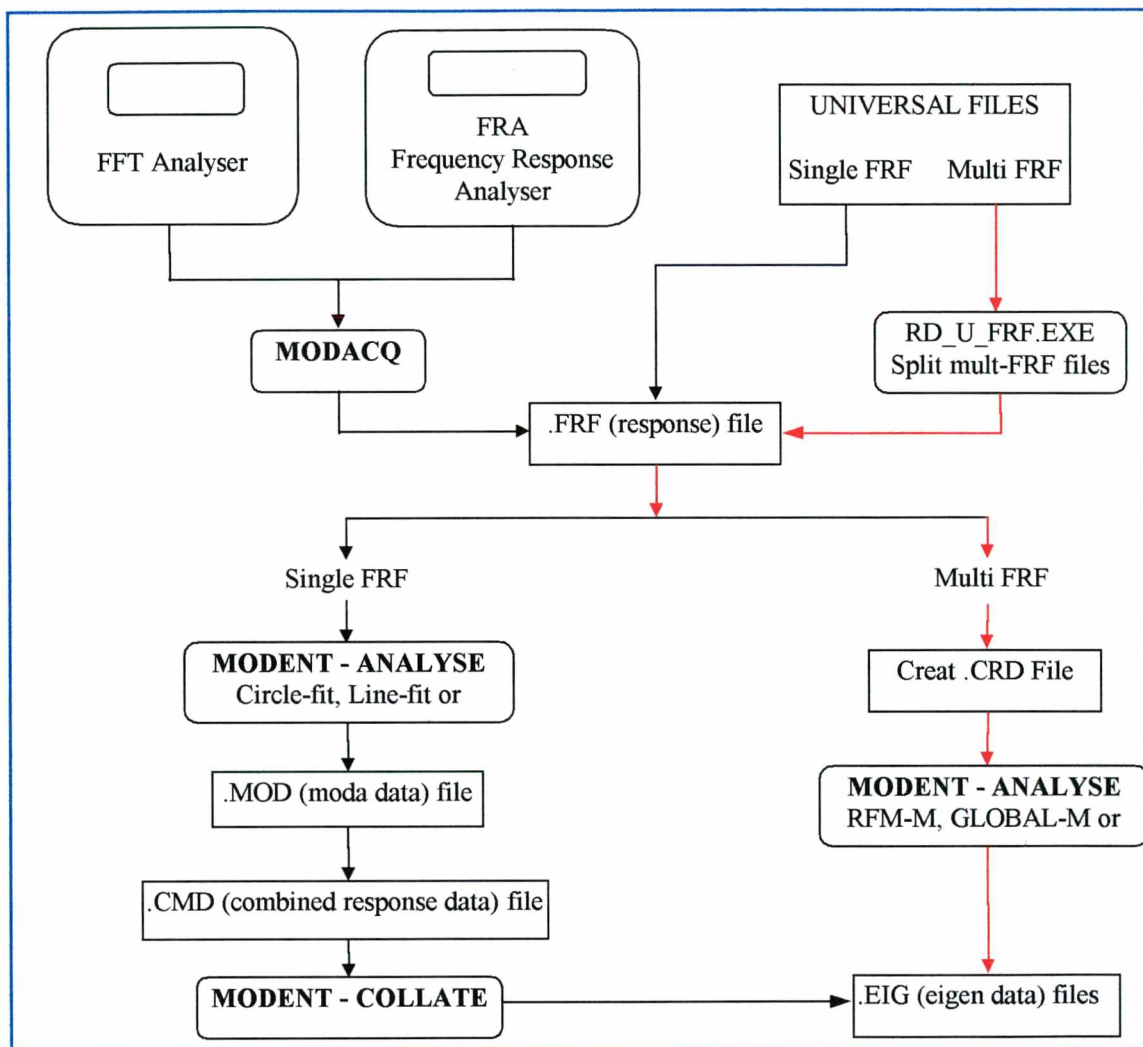 FFT Analyser
FRA
Frequency Response
Analyser
UNIVERSAL FILES
Single FRF Multi FRF
MODACQ
RD_U_FRF.EXE
Split mult-FRF files
.FRF (response) file
Single FRF
Multi FRF
MODENT - ANALYSE
Circle-fit, Line-fit or
Creat .CRD File
.MOD (moda data) file
MODENT - ANALYSE
RFM-M, GLOBAL-M or
.CMD (combined response data) file
MODENT - COLLATE
.EIG (eigen data) files